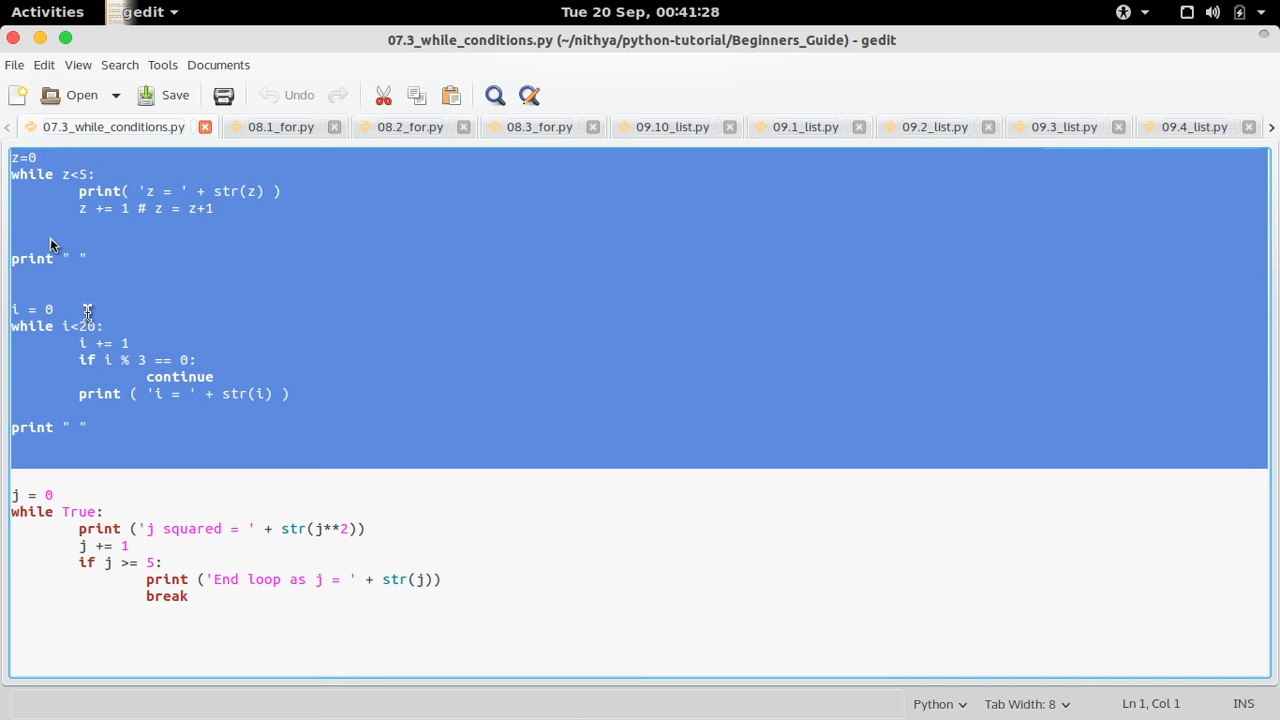 Activities gedit Tue 20 Sep, 00:41:28
07.3_while_conditions.py (~/nithya/python-tutorial/Beginners_Guide) - gedit
File Edit View Search Tools Documents
Open Save Undo
07.3_while_conditions.py 08.1_for.py 08.2_for.py 08.3_for.py 09.10_list.py 09.1_list.py 09.2_list.py 09.3_list.py 09.4_list.py
z=0
while z<5:
print( 'z = ' + str(z) )
z += 1 # z = z+1
print " "
i = 0
while i<20:
i += 1
if i % 3 == 0:
continue
print ( 'i = ' + str(i) )
print " "
j = 0
while True:
print ('j squared = ' + str(j**2))
j += 1
if j >= 5:
print ('End loop as j = ' + str(j))
break
Python Tab Width: 8 Ln 1, Col 1 INS